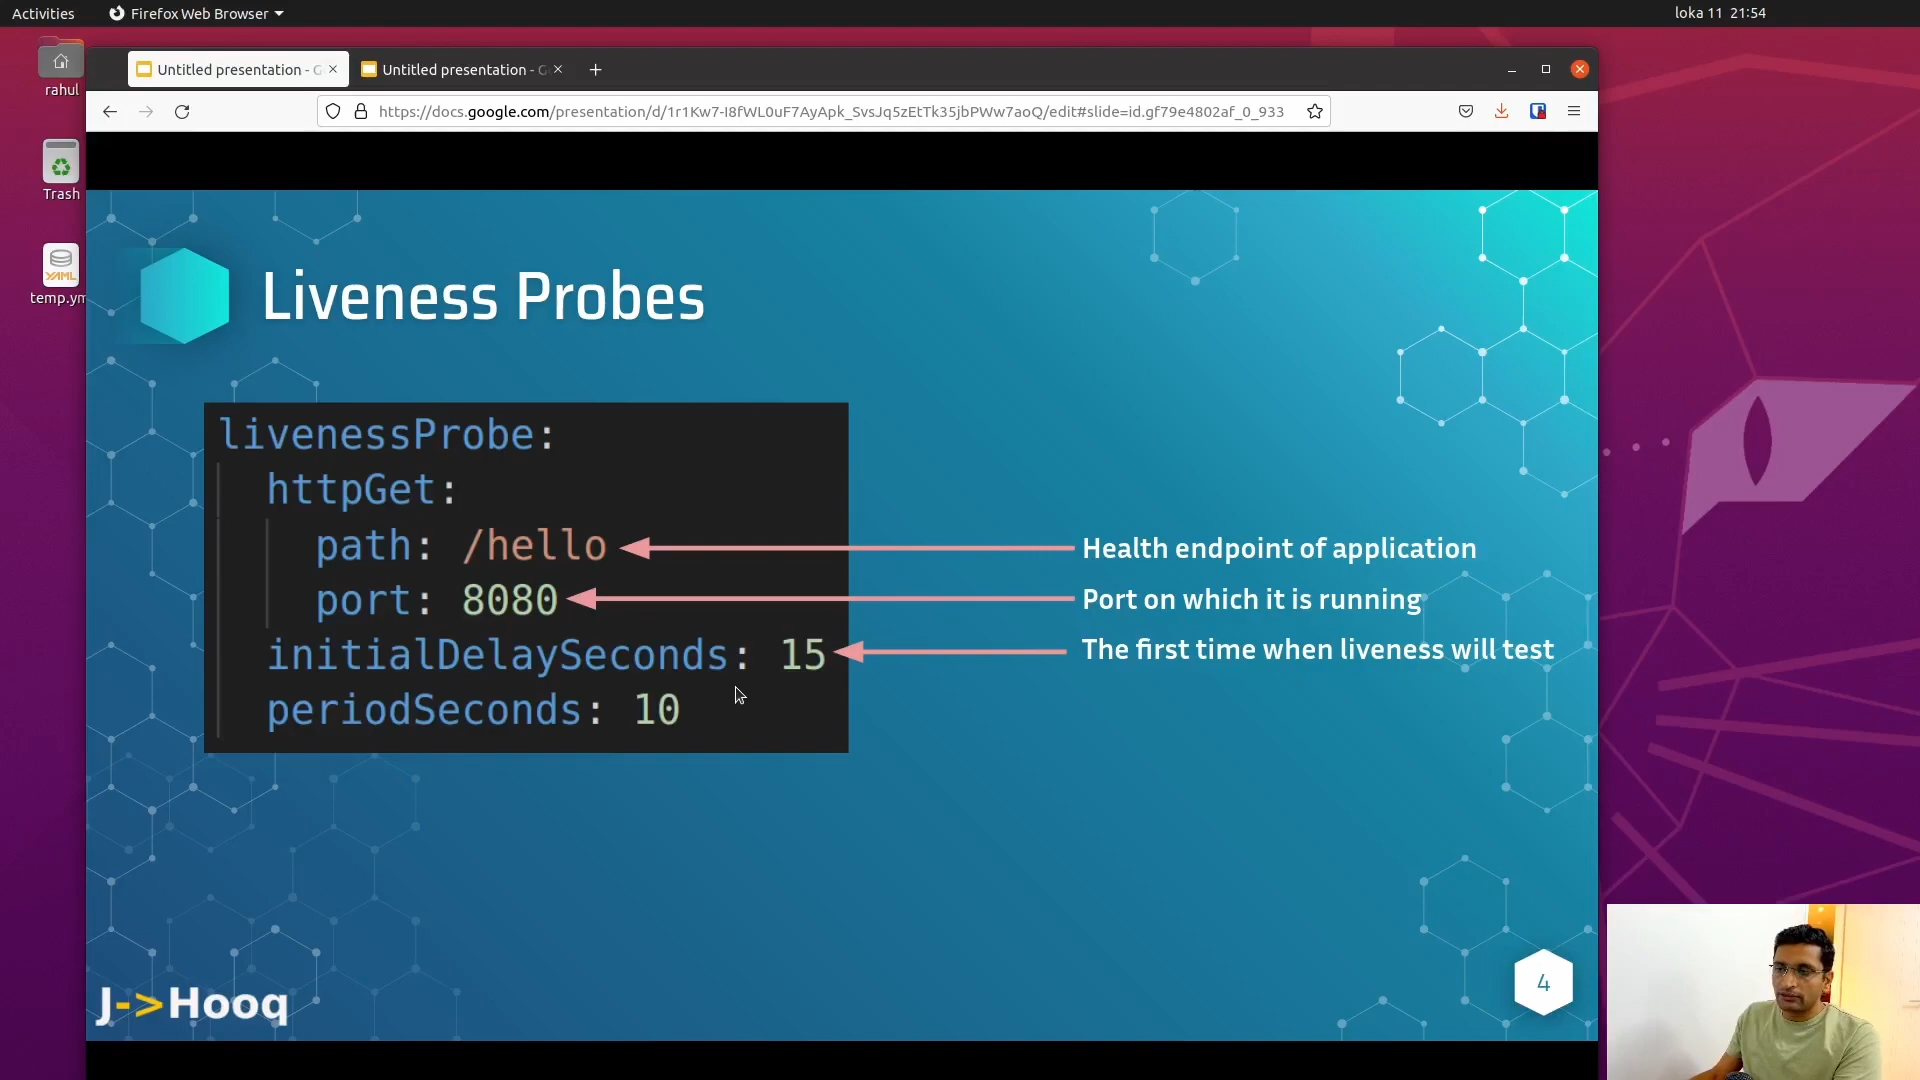 Activities
Firefox Web Browser
loka 11 21:54
rahul
Trash
YAML
temp.ym
Untitled presentation - G
Untitled presentation - G
https://docs.google.com/presentation/d/1r1Kw7-I8fWL0uF7AyApk_SvsJq5zEtTk35jbPWw7aoQ/edit#slide=id.gf79e4802af_0_933
Liveness Probes
livenessProbe:
httpGet:
path: /hello
port: 8080
initialDelaySeconds: 15
periodSeconds: 10
Health endpoint of application
Port on which it is running
The first time when liveness will test
J->Hooq
4